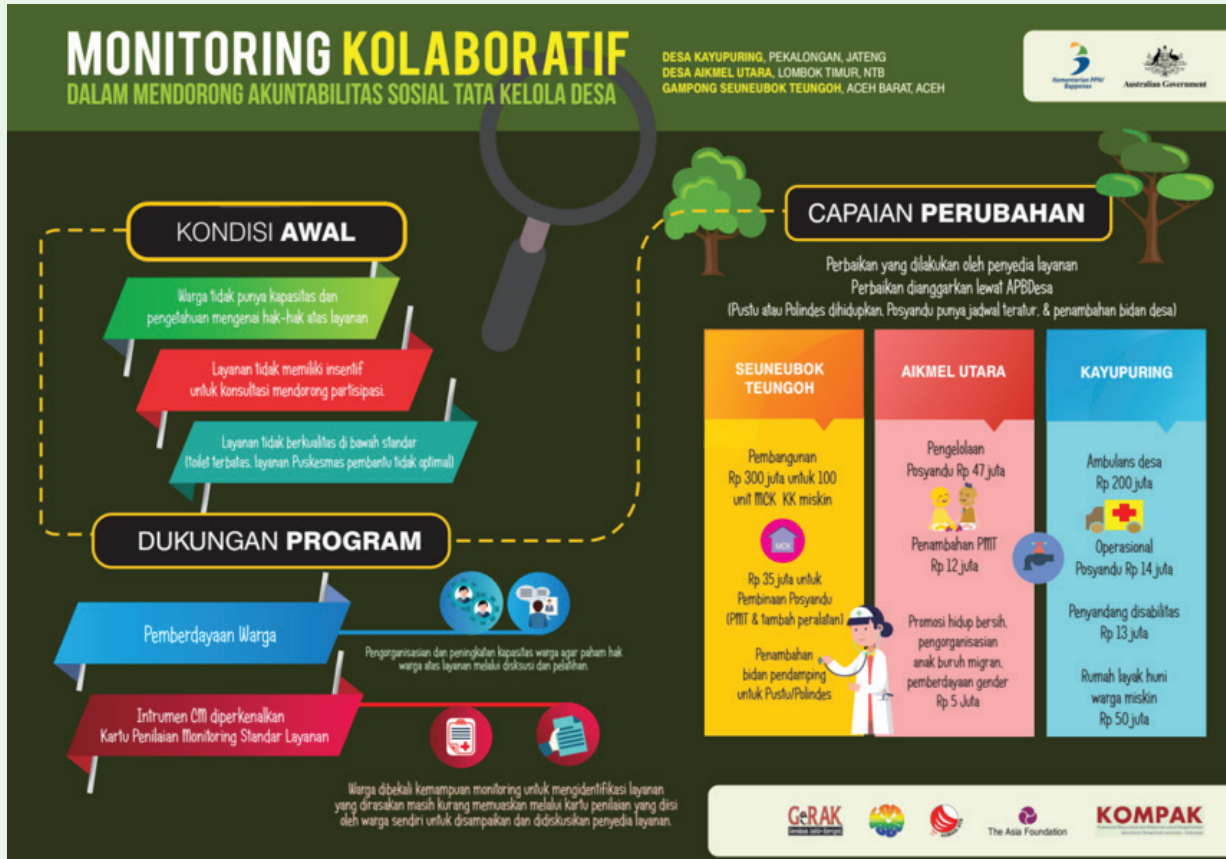 MONITORING KOLABORATIF
DALAM MENDORONG AKUNTABILITAS SOSIAL TATA KELOLA DESA
DESA KAYUPURING, PEKALONGAN, JATENG
DESA AIKMEL UTARA, LOMBOK TIMUR, NTB
GAMPONG SEUNEUBOK TEUNGOH, ACEH BARAT, ACEH
Kementerian PPN/
Bappenas
Australian Government
KONDISI AWAL
Warga tidak punya kapasitas dan
pengetahuan mengenai hak-hak atas layanan
Layanan tidak memiliki insentif
untuk konsultasi mendorong partisipasi.
Layanan tidak berkualitas di bawah standar
(toilet terbatas, layanan Puskesmas pembantu tidak optimal)
DUKUNGAN PROGRAM
Pemberdayaan Warga
Pengorganisasian dan peningkatan kapasitas warga agar paham hak
warga atas layanan melalui disksusi dan pelatihan.
Intrumen CM diperkenalkan
Kartu Penilaian Monitoring Standar Layanan
Warga dibekali kemampuan monitoring untuk mengidentifikasi layanan
yang dirasakan masih kurang memuaskan melalui kartu penilaian yang diisi
oleh warga sendiri untuk disampaikan dan didiskusikan penyedia layanan.
CAPAIAN PERUBAHAN
Perbaikan yang dilakukan oleh penyedia layanan
Perbaikan dianggarkan lewat APBDesa
(Pustu atau Polindes dihidupkan, Posyandu punya jadwal teratur, & penambahan bidan desa)
SEUNEUBOK
TEUNGOH
Pembangunan
Rp 300 juta untuk 100
unit MCK KK miskin
MCK
Rp 35 juta untuk
Pembinaan Posyandu
(PMT & tambah peralatan)
Penambahan
bidan pendamping
untuk Pustu/Polindes
AIKMEL UTARA
Pengelolaan
Posyandu Rp 47 juta
Penambahan PMT
Rp 12 juta
Promosi hidup bersih,
pengorganisasian
anak buruh migran,
pemberdayaan gender
Rp 5 Juta
KAYUPURING
Ambulans desa
Rp 200 juta
Operasional
Posyandu Rp 14 juta
Penyandang disabilitas
Rp 13 juta
Rumah layak huni
warga miskin
Rp 50 juta
GeRAK
The Asia Foundation
KOMPAK